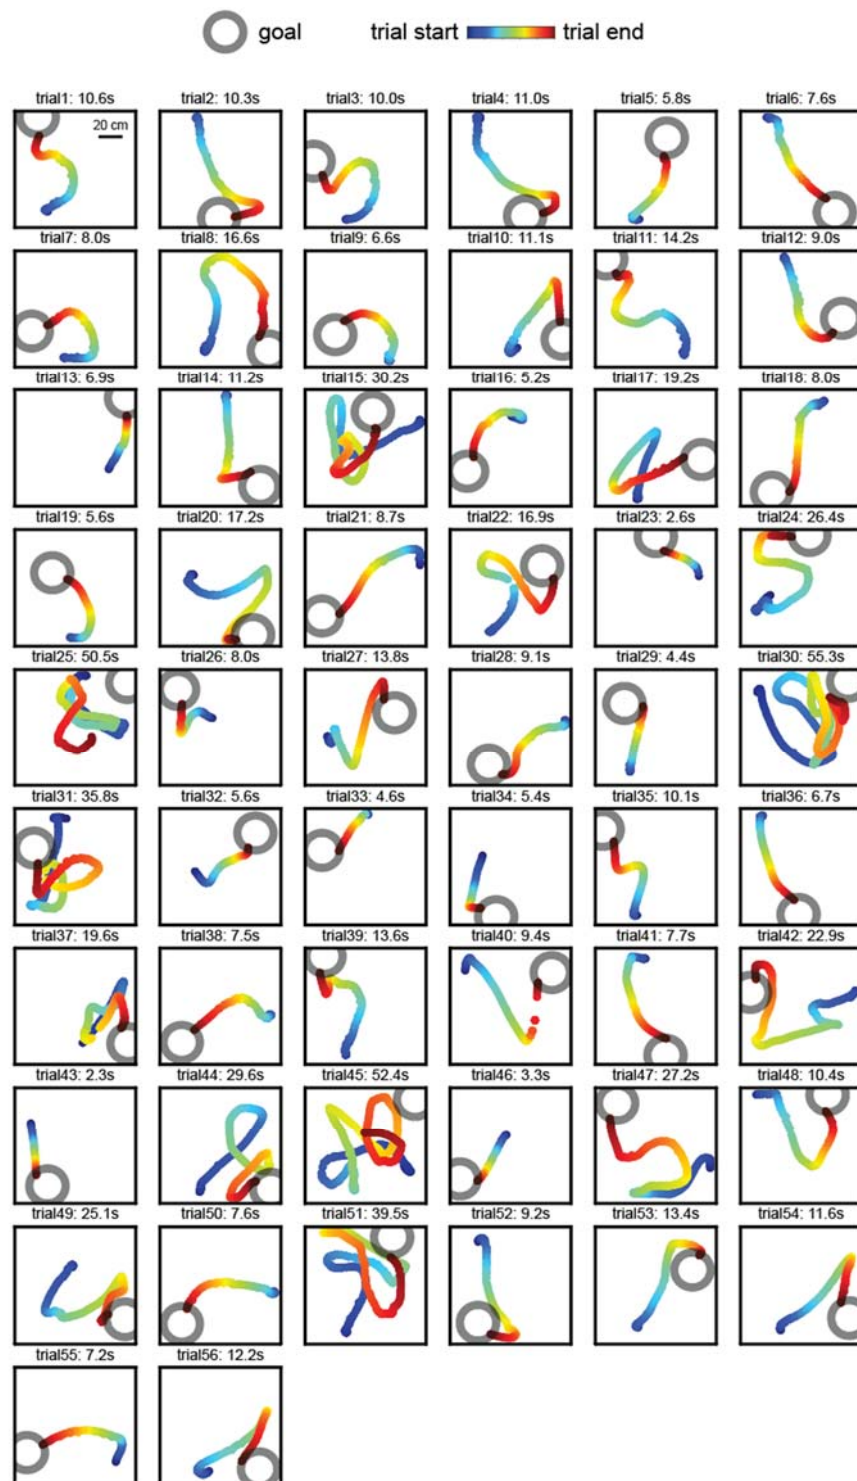 goal trial start trial end
trial1: 10.6s trial2: 10.3s trial3: 10.0s trial4: 11.0s trial5: 5.8s trial6: 7.6s
20 cm
trial7: 8.0s trial8: 16.6s trial9: 6.6s trial10: 11.1s trial11: 14.2s trial12: 9.0s
trial13: 6.9s trial14: 11.2s trial15: 30.2s trial16: 5.2s trial17: 19.2s trial18: 8.0s
trial19: 5.6s trial20: 17.2s trial21: 8.7s trial22: 16.9s trial23: 2.6s trial24: 26.4s
trial25: 50.5s trial26: 8.0s trial27: 13.8s trial28: 9.1s trial29: 4.4s trial30: 55.3s
trial31: 35.8s trial32: 5.6s trial33: 4.6s trial34: 5.4s trial35: 10.1s trial36: 6.7s
trial37: 19.6s trial38: 7.5s trial39: 13.6s trial40: 9.4s trial41: 7.7s trial42: 22.9s
trial43: 2.3s trial44: 29.6s trial45: 52.4s trial46: 3.3s trial47: 27.2s trial48: 10.4s
trial49: 25.1s trial50: 7.6s trial51: 39.5s trial52: 9.2s trial53: 13.4s trial54: 11.6s
trial55: 7.2s trial56: 12.2s